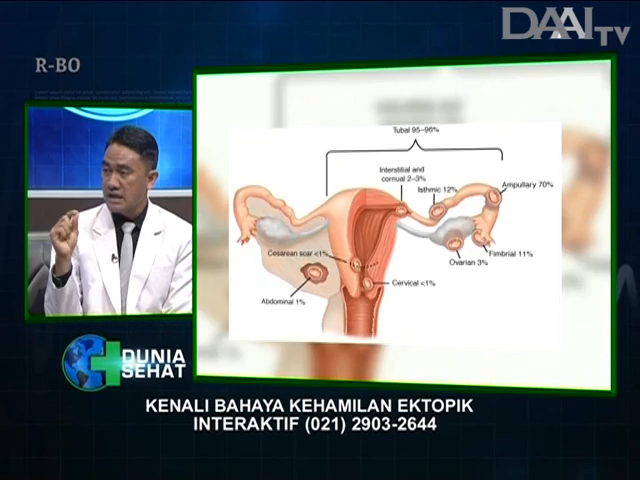 DAAI TV
R-BO
Tubal 95–96%
Interstitial and
cornual 2–3%
Isthmic 12%
Ampullary 70%
Cesarean scar <1%
Ovarian 3%
Fimbrial 11%
Abdominal 1%
Cervical <1%
DUNIA
SEHAT
KENALI BAHAYA KEHAMILAN EKTOPIK
INTERAKTIF (021) 2903-2644